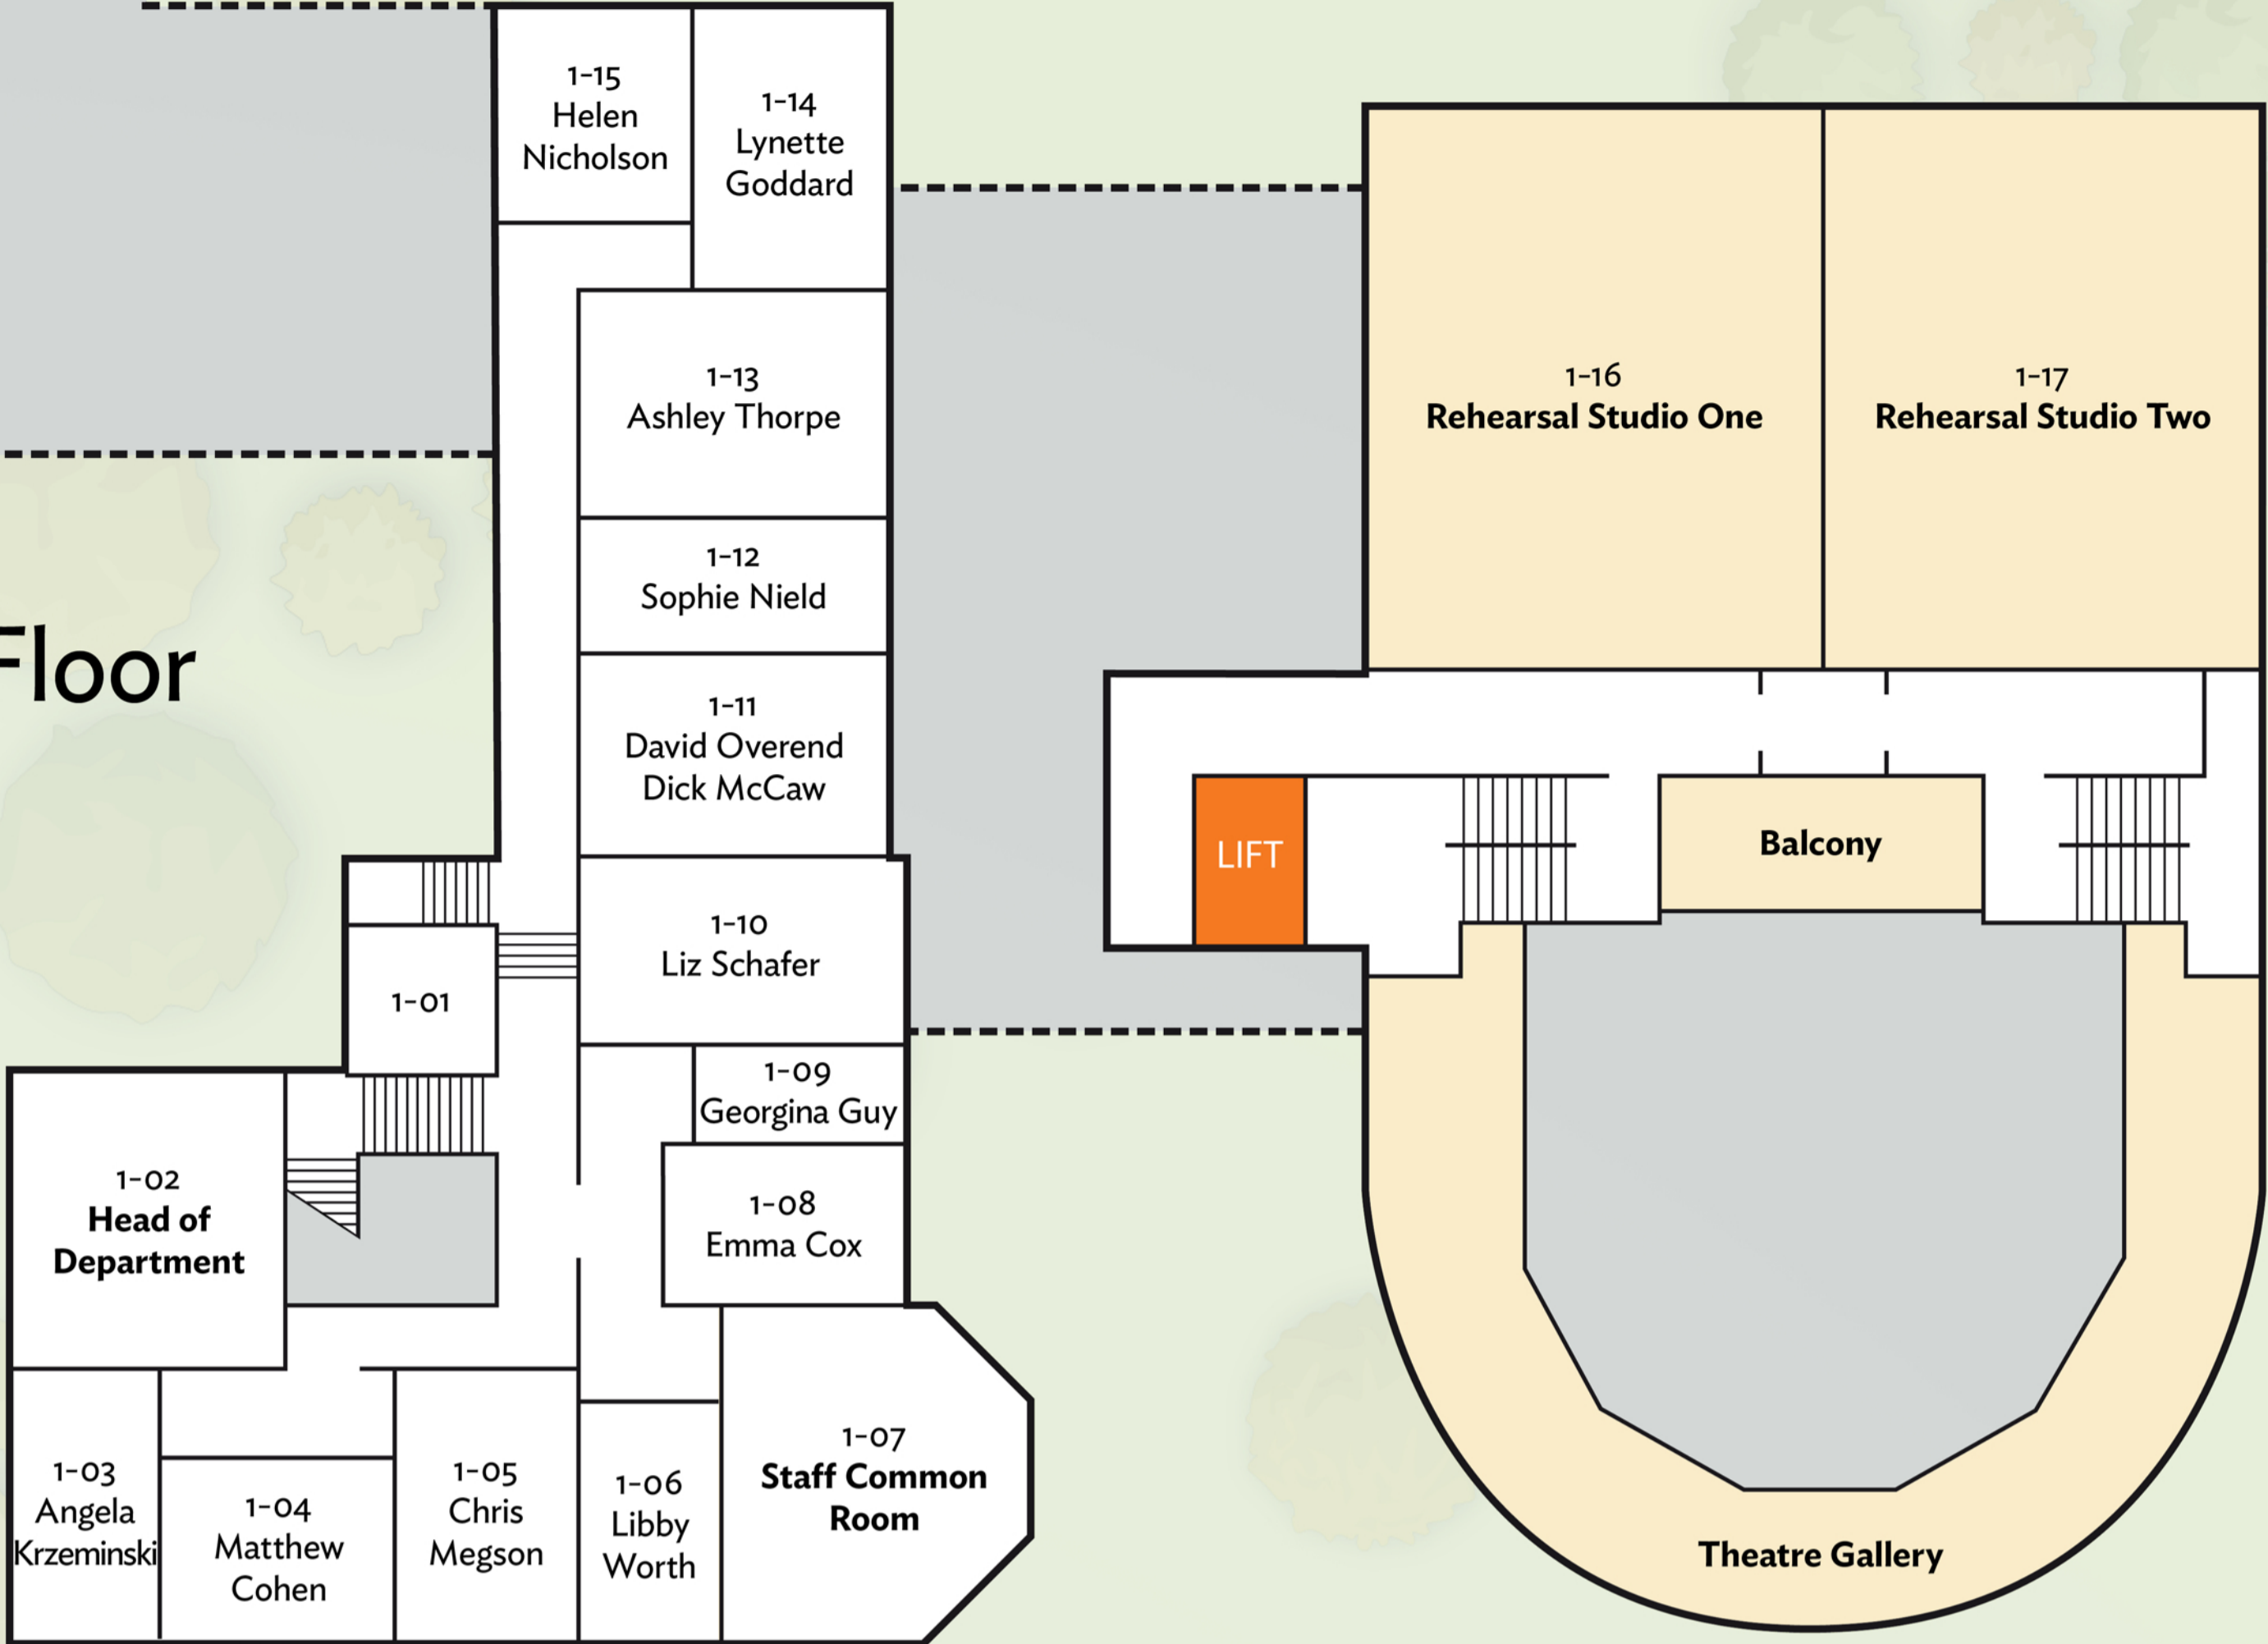 1-15
Helen
Nicholson
1-14
Lynette
Goddard
1-13
Ashley Thorpe
1-12
Sophie Nield
1-11
David Overend
Dick McCaw
1-10
Liz Schafer
1-01
1-09
Georgina Guy
1-08
Emma Cox
1-02
Head of
Department
1-03
Angela
Krzeminski
1-04
Matthew
Cohen
1-05
Chris
Megson
1-06
Libby
Worth
1-07
Staff Common
Room
Floor
1-16
Rehearsal Studio One
1-17
Rehearsal Studio Two
LIFT
Balcony
Theatre Gallery